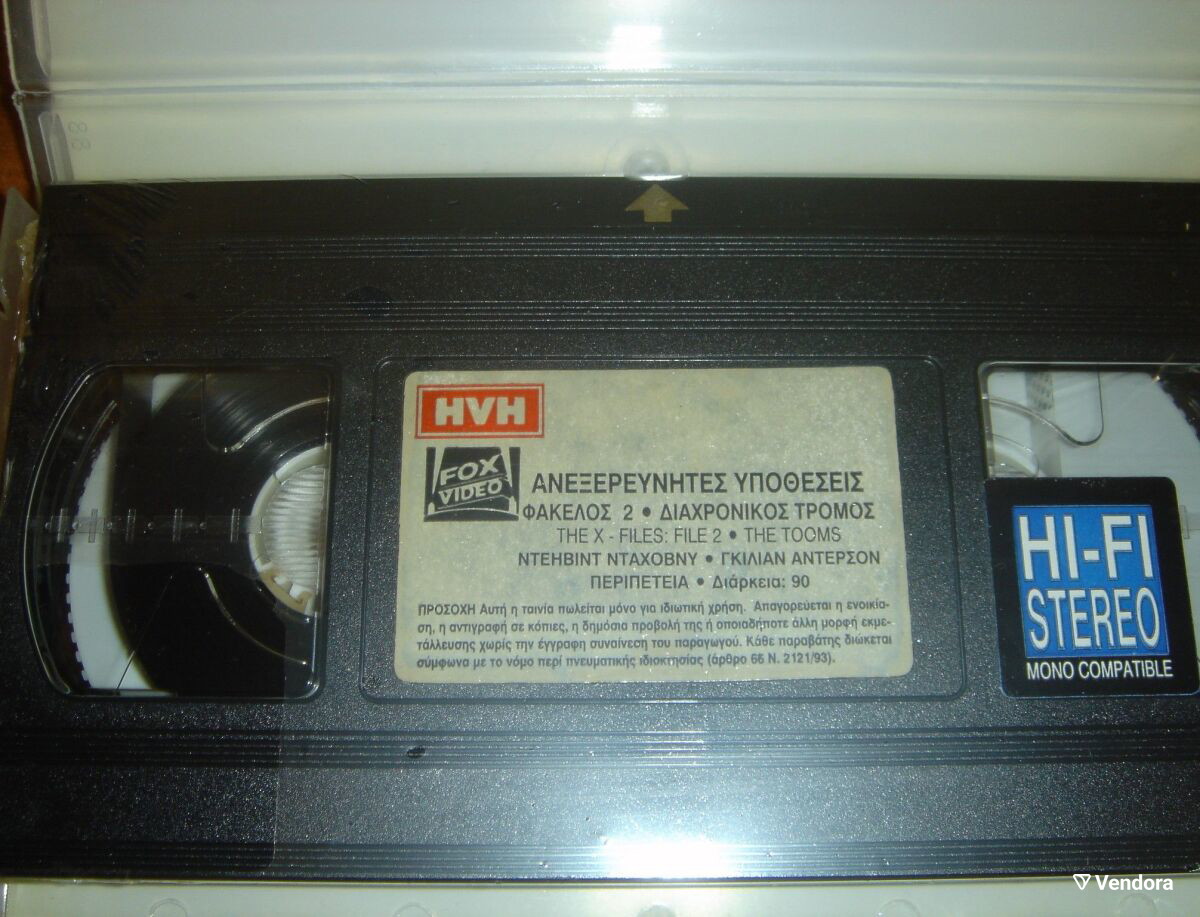 HVH
FOX
VIDEO
ΑΝΕΞΕΡΕΥΝΗΤΕΣ ΥΠΟΘΕΣΕΙΣ
ΦΑΚΕΛΟΣ 2 • ΔΙΑΧΡΟΝΙΚΟΣ ΤΡΟΜΟΣ
THE X - FILES: FILE 2 • THE TOOMS
ΝΤΕΗΒΙΝΤ ΝΤΑΧΟΒΝΥ • ΓΚΙΛΙΑΝ ΑΝΤΕΡΣΟΝ
ΠΕΡΙΠΕΤΕΙΑ • Διάρκεια: 90
ΠΡΟΣΟΧΗ Αυτή η ταινία πωλείται μόνο για ιδιωτική χρήση. Απαγορεύεται η ενοικία-
ση, η αντιγραφή σε κόπιες, η δημόσια προβολή της ή οποιαδήποτε άλλη μορφή εκμε-
τάλλευσης χωρίς την έγγραφη συναίνεση του παραγωγού. Κάθε παραβάτης διώκεται
σύμφωνα με το νόμο περί πνευματικής ιδιοκτησίας (άρθρο 66 Ν. 2121/93).
HI-FI
STEREO
MONO COMPATIBLE
Vendora